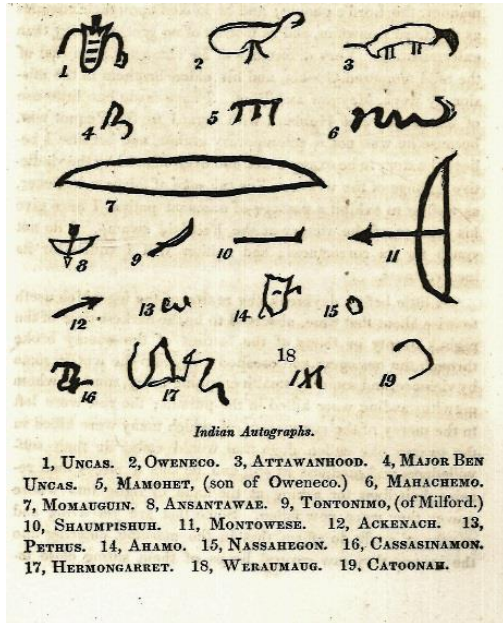 1 2 3
4 5 6
7
8 9 10 11
12 13 14 15
16 17 18 19
Indian Autographs.
1, UNCAS. 2, OWENECO. 3, ATTAWANHOOD. 4, MAJOR BEN
UNCAS. 5, MAMOHET, (son of Oweneco.) 6, MAHACHEMO.
7, MOMAUGUIN. 8, ANSANTAWAE. 9, TONTONIMO, (of Milford.)
10, SHAUMPISHUH. 11, MONTOWESE. 12, ACKENACH. 13,
PETHUS. 14, AHAMO. 15, NASSAHEGON. 16, CASSASINAMON.
17, HERMONGARRET. 18, WERAUMAUG. 19, CATOONAH.